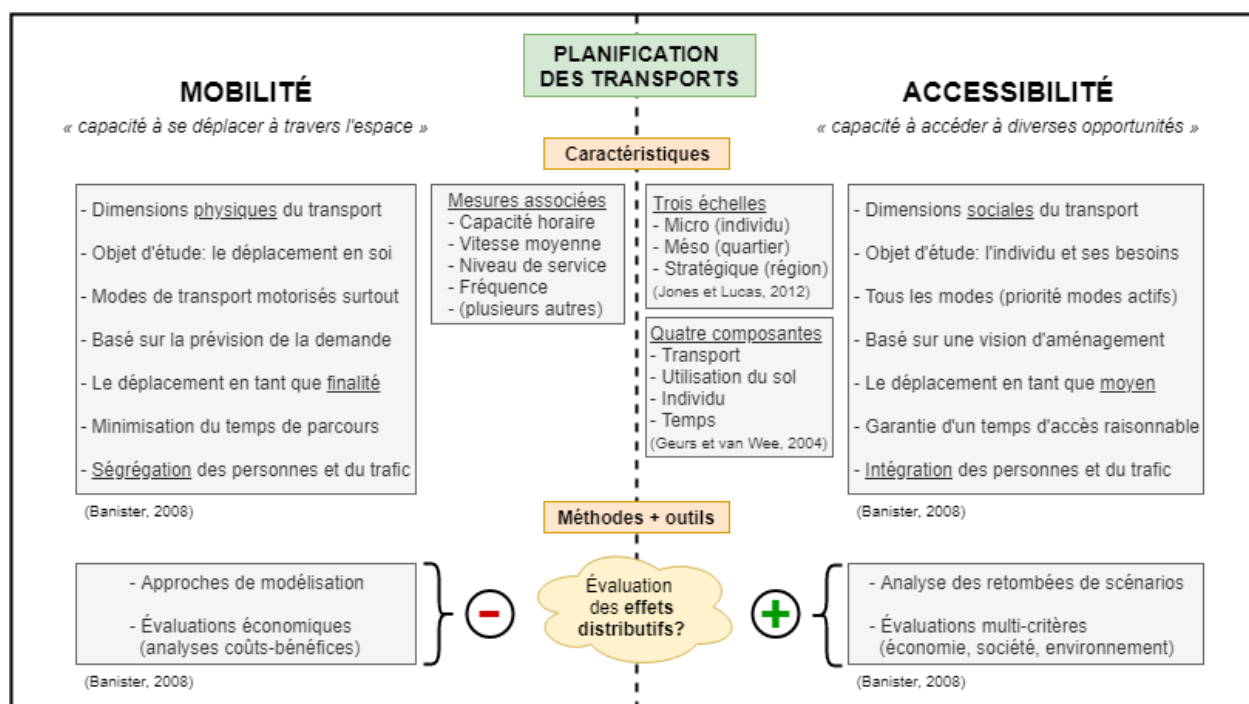 PLANIFICATION
DES TRANSPORTS
MOBILITÉ
« capacité à se déplacer à travers l'espace »
ACCESSIBILITÉ
« capacité à accéder à diverses opportunités »
Caractéristiques
- Dimensions physiques du transport
- Objet d'étude: le déplacement en soi
- Modes de transport motorisés surtout
- Basé sur la prévision de la demande
- Le déplacement en tant que finalité
- Minimisation du temps de parcours
- Ségrégation des personnes et du trafic
(Banister, 2008)
Mesures associées
- Capacité horaire
- Vitesse moyenne
- Niveau de service
- Fréquence
- (plusieurs autres)
Trois échelles
- Micro (individu)
- Méso (quartier)
- Stratégique (région)
(Jones et Lucas, 2012)
Quatre composantes
- Transport
- Utilisation du sol
- Individu
- Temps
(Geurs et van Wee, 2004)
- Dimensions sociales du transport
- Objet d'étude: l'individu et ses besoins
- Tous les modes (priorité modes actifs)
- Basé sur une vision d'aménagement
- Le déplacement en tant que moyen
- Garantie d'un temps d'accès raisonnable
- Intégration des personnes et du trafic
(Banister, 2008)
Méthodes + outils
- Approches de modélisation
- Évaluations économiques
(analyses coûts-bénéfices)
(Banister, 2008)
-
Évaluation
des effets
distributifs?
+
- Analyse des retombées de scénarios
- Évaluations multi-critères
(économie, société, environnement)
(Banister, 2008)